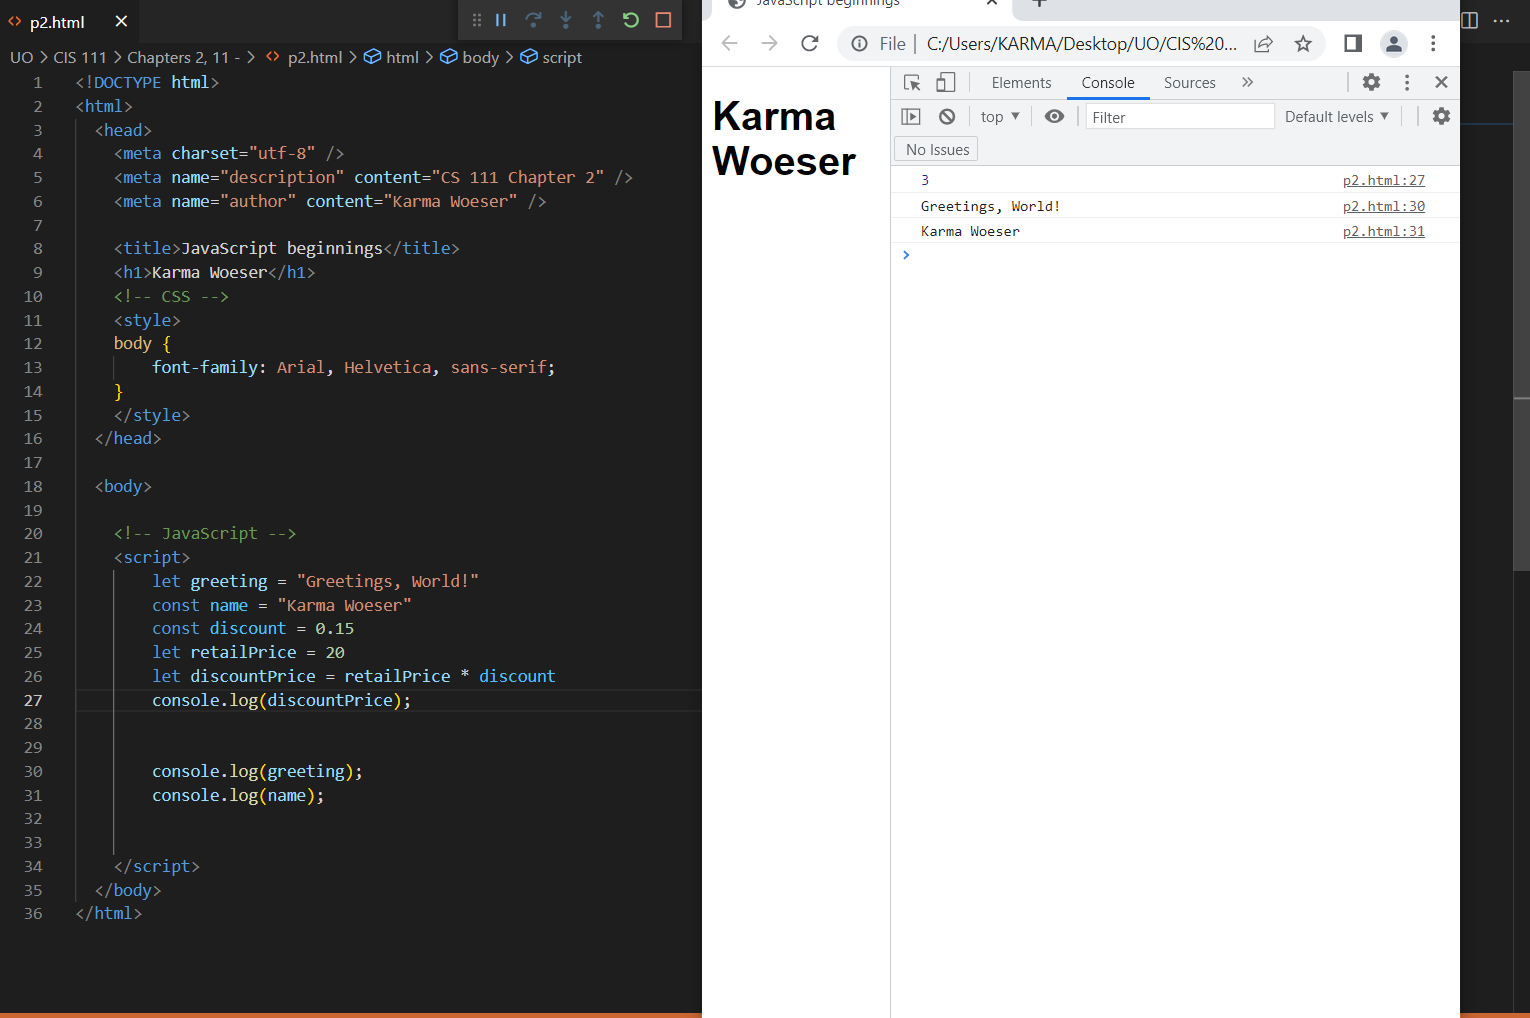 p2.html
UO > CIS 111 > Chapters 2, 11 - > p2.html > html > body > script
1 <!DOCTYPE html>
2 <html>
3 <head>
4 <meta charset="utf-8" />
5 <meta name="description" content="CS 111 Chapter 2" />
6 <meta name="author" content="Karma Woeser" />
7
8 <title>JavaScript beginnings</title>
9 <h1>Karma Woeser</h1>
10 <!-- CSS -->
11 <style>
12 body {
13 font-family: Arial, Helvetica, sans-serif;
14 }
15 </style>
16 </head>
17
18 <body>
19
20 <!-- JavaScript -->
21 <script>
22 let greeting = "Greetings, World!"
23 const name = "Karma Woeser"
24 const discount = 0.15
25 let retailPrice = 20
26 let discountPrice = retailPrice * discount
27 console.log(discountPrice);
28
29
30 console.log(greeting);
31 console.log(name);
32
33
34 </script>
35 </body>
36 </html>
JavaScript beginnings
File | C:/Users/KARMA/Desktop/UO/CIS%20...
Karma
Woeser
Elements Console Sources
top Filter Default levels
No Issues
3 p2.html:27
Greetings, World! p2.html:30
Karma Woeser p2.html:31